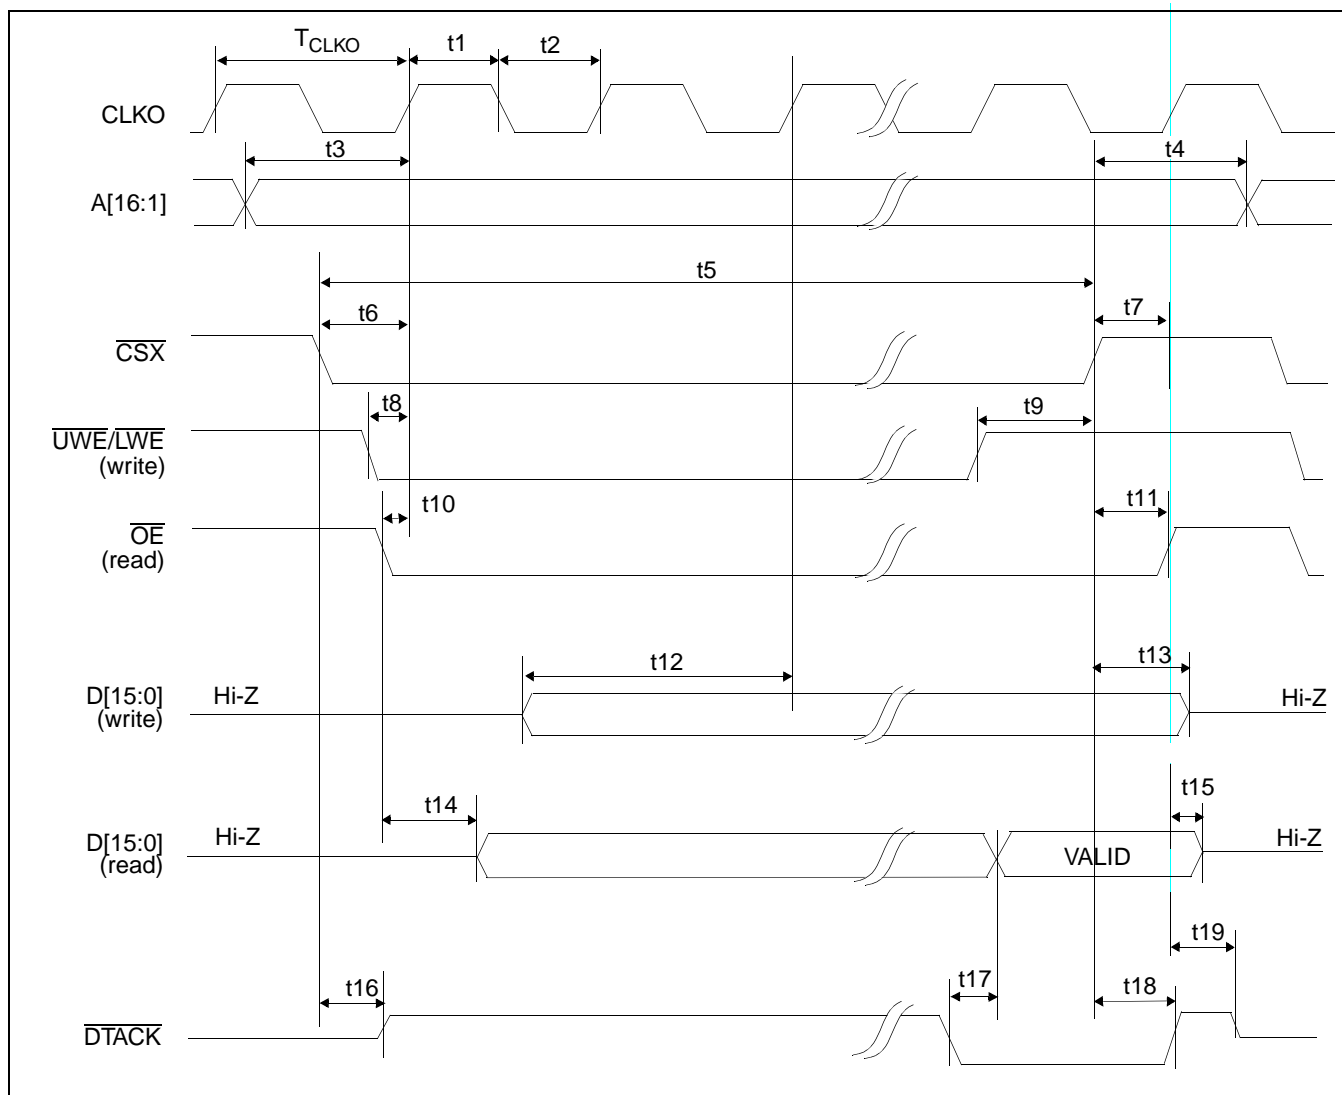 TCLKO t1 t2
CLKO
t3 t4
A[16:1]
t5
t6 t7
CSX
t8 t9
UWE/LWE
(write)
t10 t11
OE
(read)
t12 t13
D[15:0] Hi-Z Hi-Z
(write)
t14 t15
D[15:0] Hi-Z VALID Hi-Z
(read)
t19
t16 t17 t18
DTACK